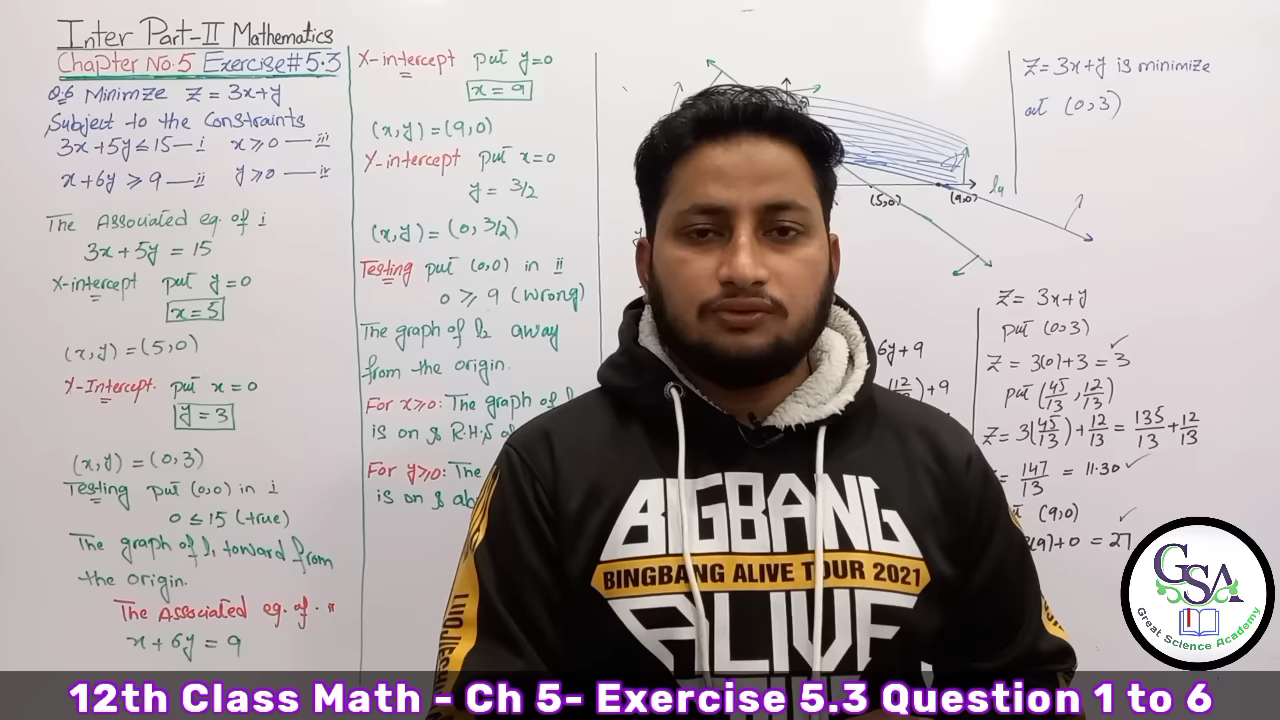 Inter Part-II Mathematics
Chapter No.5 Exercise#5.3
Q.6 Minimze Z = 3x+y
Subject to the Constraints
3x+5y ≤ 15 — i x ≥ 0 — iii
x+6y ≥ 9 — ii y ≥ 0 — iv
The Associated eq. of i
3x+5y = 15
X-intercept put y=0
x = 5
(x,y) = (5,0)
Y-Intercept. put x=0
y = 3
(x,y) = (0,3)
Testing put (0,0) in i
0 ≤ 15 (true)
The graph of l₁ toward from
the origin.
The Associated eq. of ii
x+6y = 9
X-intercept put y=0
x = 9
(x,y) = (9,0)
Y-intercept put x=0
y = 3/2
(x,y) = (0, 3/2)
Testing put (0,0) in ii
0 ≥ 9 (wrong)
The graph of l₂ away
from the origin.
For x≥0: The graph of
is on & R.H.S
For y≥0: The
is on & ab
(5,0)
(9,0)
l₄
6y+9
(12/13)+9
Z = 3x+y is minimize
at (0,3)
Z = 3x+y
put (0,3)
Z = 3(0)+3 = 3 ✓
put (45/13, 12/13)
Z = 3(45/13)+12/13 = 135/13 + 12/13
= 147/13 = 11.30 ✓
(9,0)
(9)+0 = 27 ✓
BIGBANG
BINGBANG ALIVE TOUR 2021
ALIVE
GSA
Great Science Academy
12th Class Math - Ch 5- Exercise 5.3 Question 1 to 6